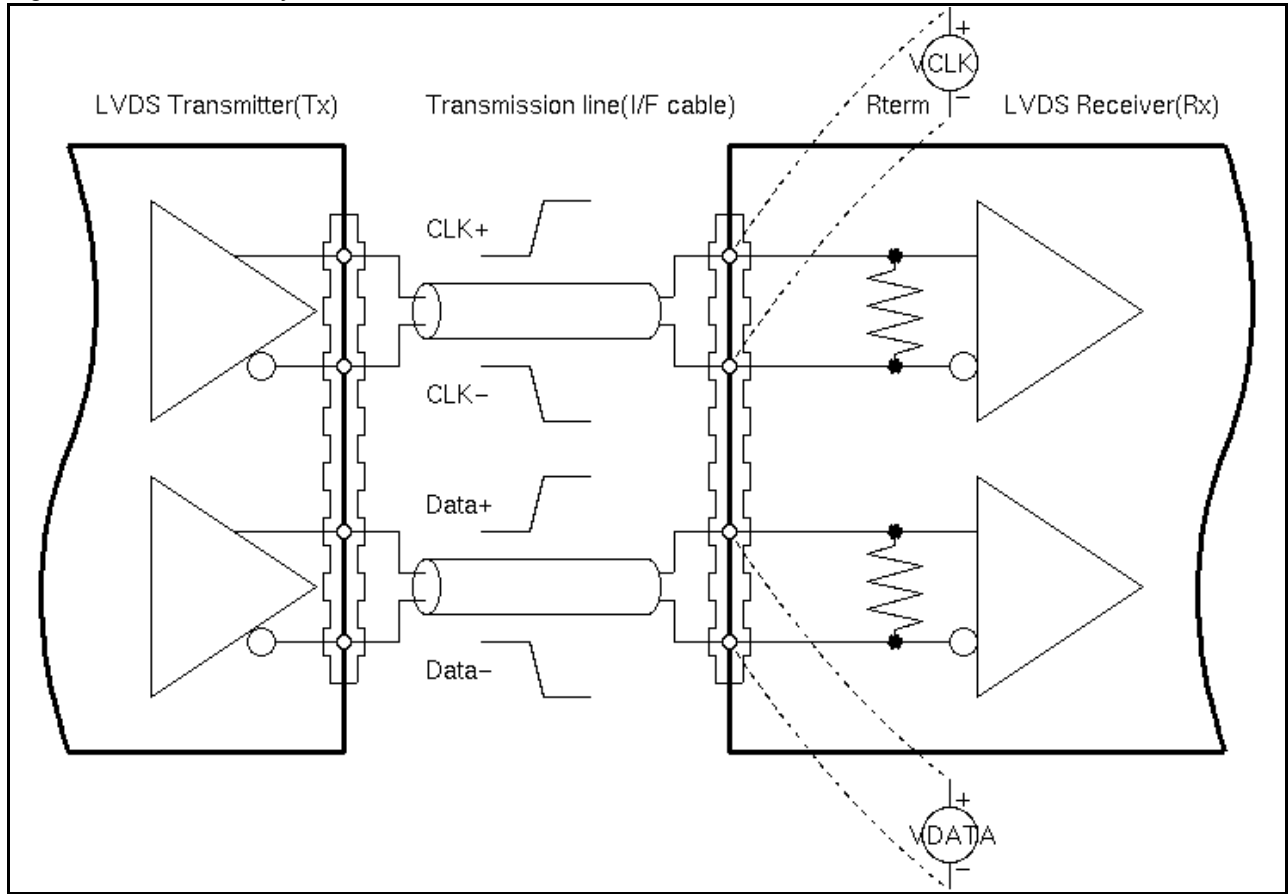 +
VCLK
−
LVDS Transmitter(Tx)
Transmission line(I/F cable)
Rterm
LVDS Receiver(Rx)
CLK+
CLK−
Data+
Data−
+
VDATA
−